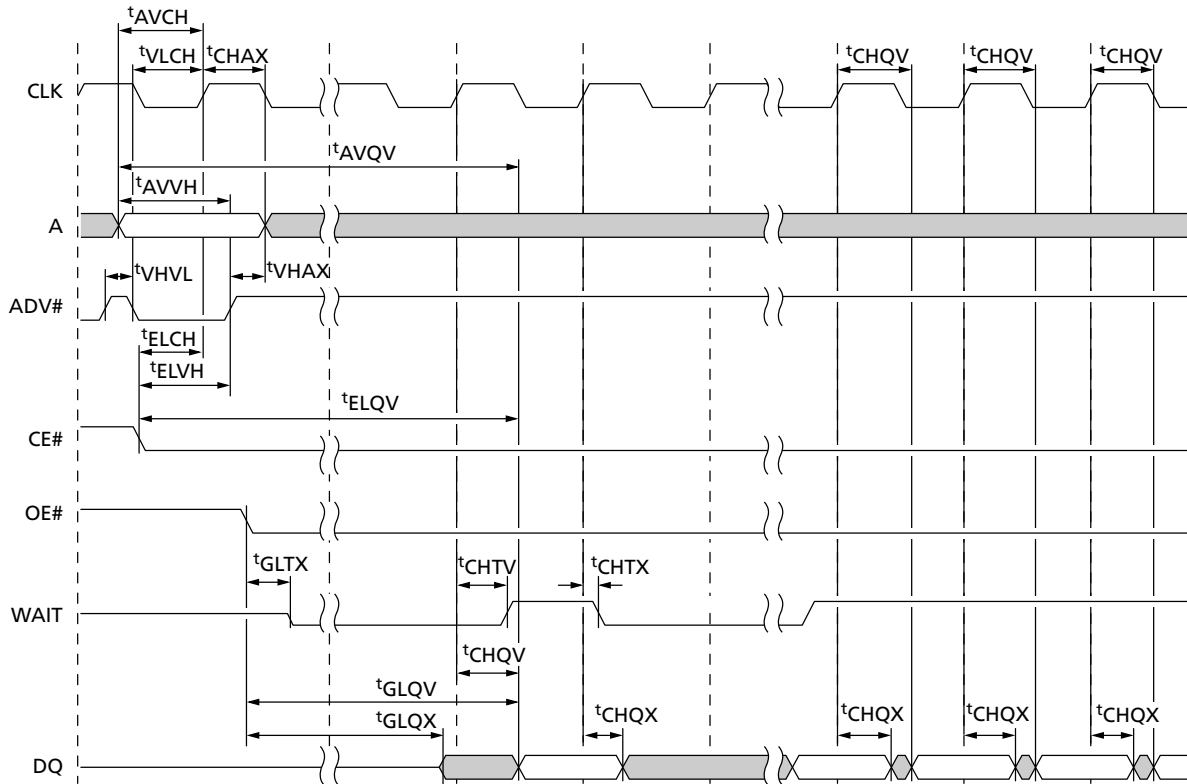 tAVCH
tVLCH tCHAX tCHQV tCHQV tCHQV
CLK
tAVQV
tAVVH
A
tVHVL tVHAX
ADV#
tELCH
tELVH
tELQV
CE#
OE#
tGLTX tCHTV tCHTX
WAIT
tCHQV
tGLQV
tGLQX tCHQX tCHQX tCHQX tCHQX
DQ